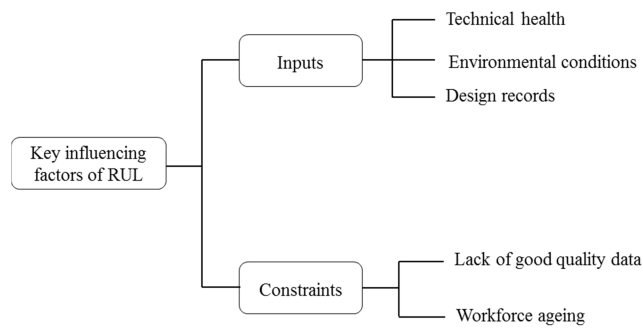 Key influencing
factors of RUL
Inputs
Technical health
Environmental conditions
Design records
Constraints
Lack of good quality data
Workforce ageing